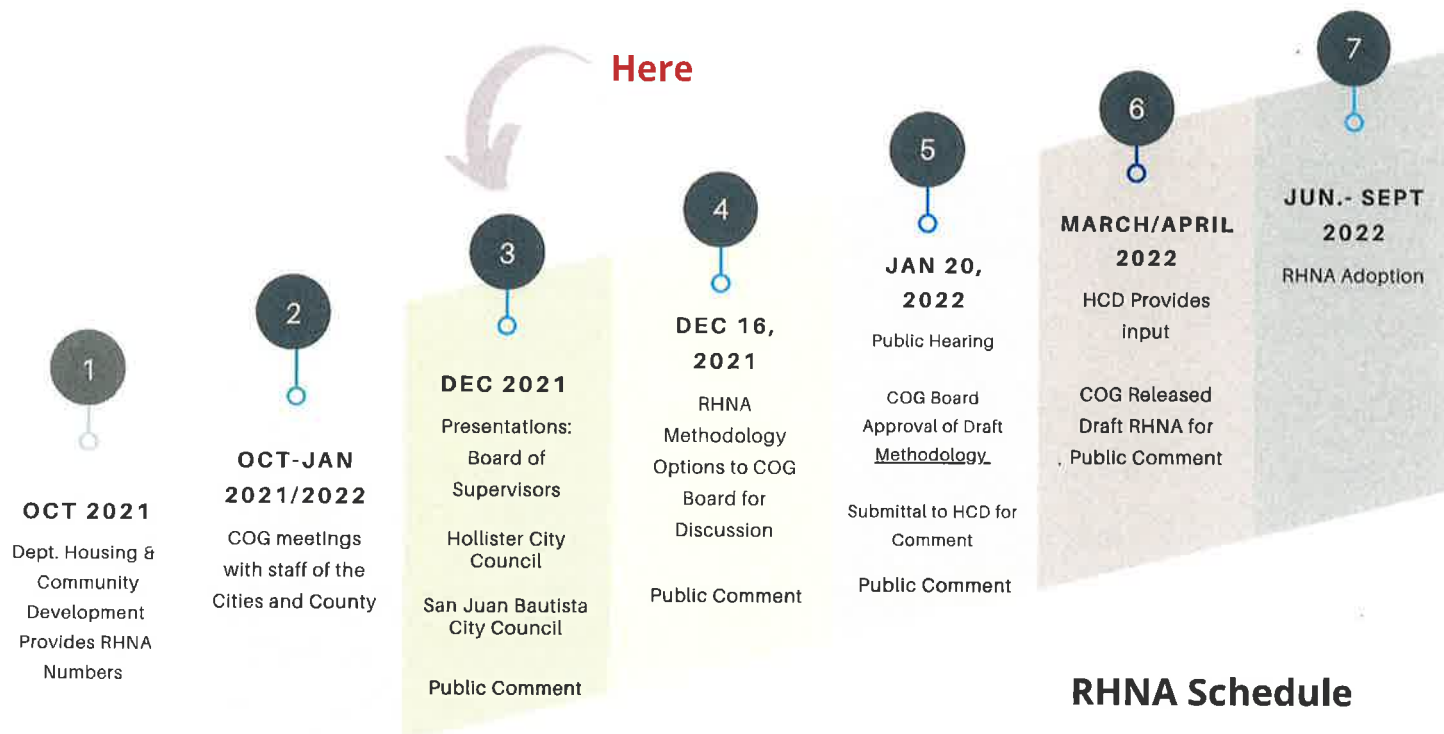 Here
1
OCT 2021
Dept. Housing &
Community
Development
Provides RHNA
Numbers
2
OCT-JAN
2021/2022
COG meetings
with staff of the
Cities and County
3
DEC 2021
Presentations:
Board of
Supervisors
Hollister City
Council
San Juan Bautista
City Council
Public Comment
4
DEC 16,
2021
RHNA
Methodology
Options to COG
Board for
Discussion
Public Comment
5
JAN 20,
2022
Public Hearing
COG Board
Approval of Draft
Methodology
Submittal to HCD for
Comment
Public Comment
6
MARCH/APRIL
2022
HCD Provides
input
COG Released
Draft RHNA for
Public Comment
7
JUN.- SEPT
2022
RHNA Adoption
RHNA Schedule